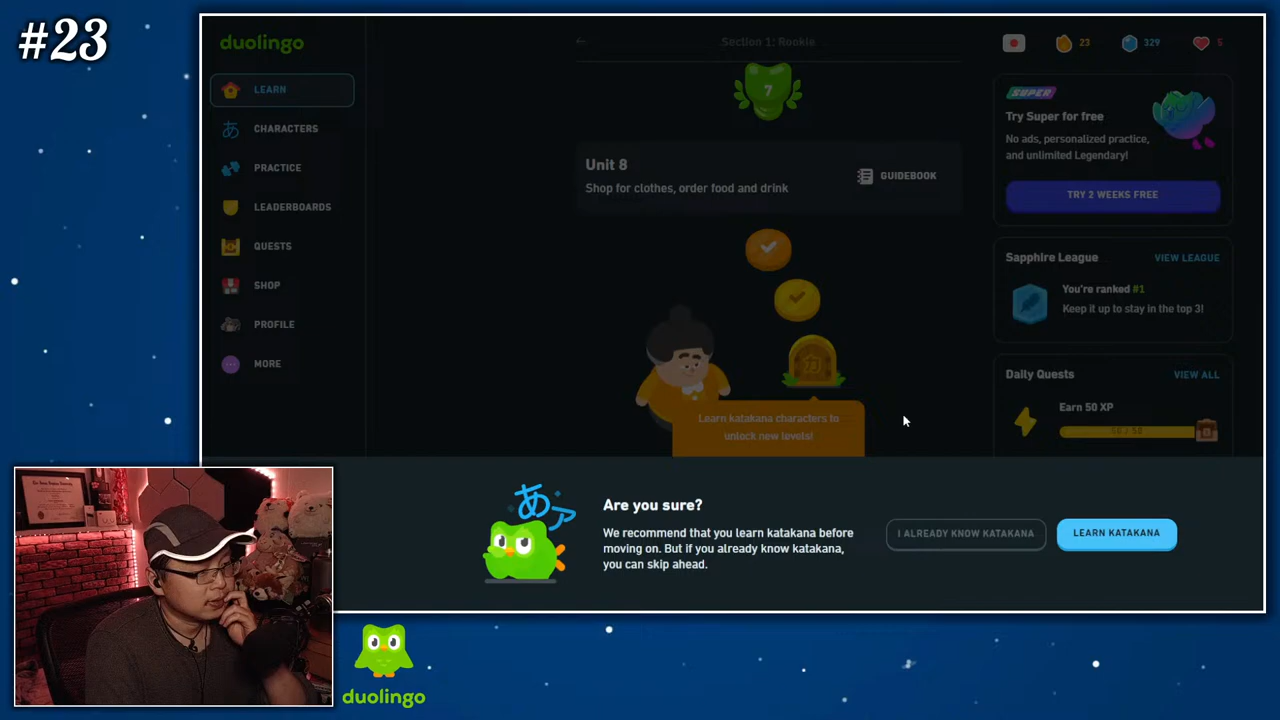 #23
duolingo
LEARN
CHARACTERS
PRACTICE
LEADERBOARDS
QUESTS
SHOP
PROFILE
MORE
Section 1: Rookie
7
Unit 8
Shop for clothes, order food and drink
GUIDEBOOK
Learn katakana characters to
unlock new levels!
23
329
5
SUPER
Try Super for free
No ads, personalized practice,
and unlimited Legendary!
TRY 2 WEEKS FREE
Sapphire League
VIEW LEAGUE
You're ranked #1
Keep it up to stay in the top 3!
Daily Quests
VIEW ALL
Earn 50 XP
あ
ア
Are you sure?
We recommend that you learn katakana before
moving on. But if you already know katakana,
you can skip ahead.
I ALREADY KNOW KATAKANA
LEARN KATAKANA
duolingo